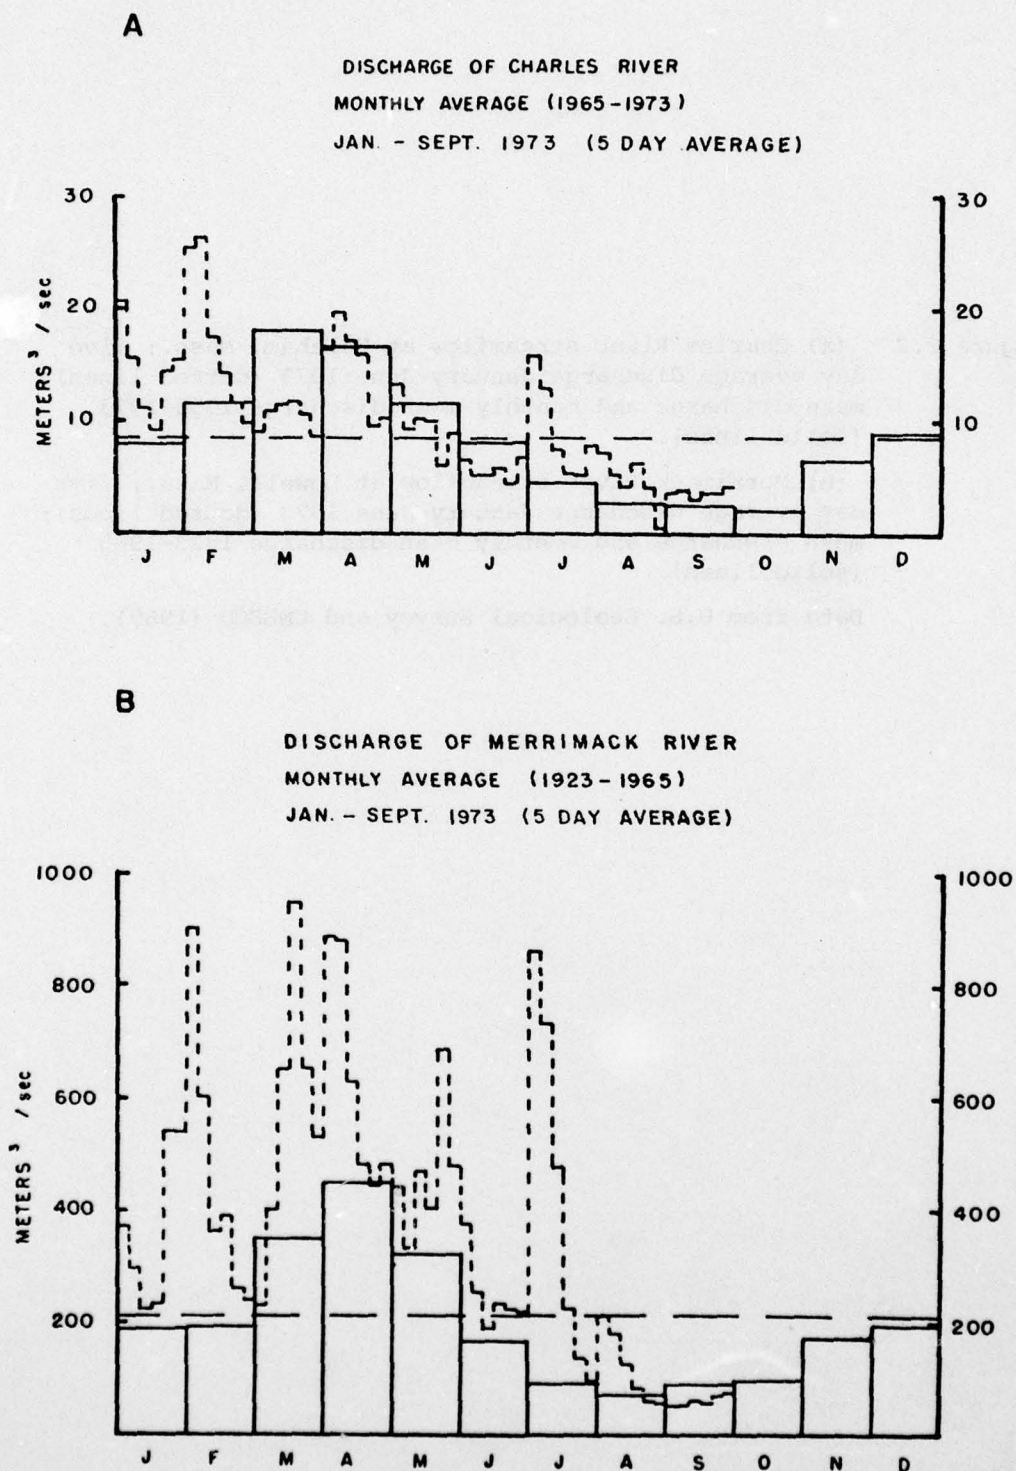 A
DISCHARGE OF CHARLES RIVER
MONTHLY AVERAGE (1965-1973)
JAN. - SEPT. 1973 (5 DAY AVERAGE)
30
20
10
30
20
10
METERS³ / sec
J F M A M J J A S O N D
B
DISCHARGE OF MERRIMACK RIVER
MONTHLY AVERAGE (1923-1965)
JAN. - SEPT. 1973 (5 DAY AVERAGE)
1000
800
600
400
200
1000
800
600
400
200
METERS³ / sec
J F M A M J J A S O N D